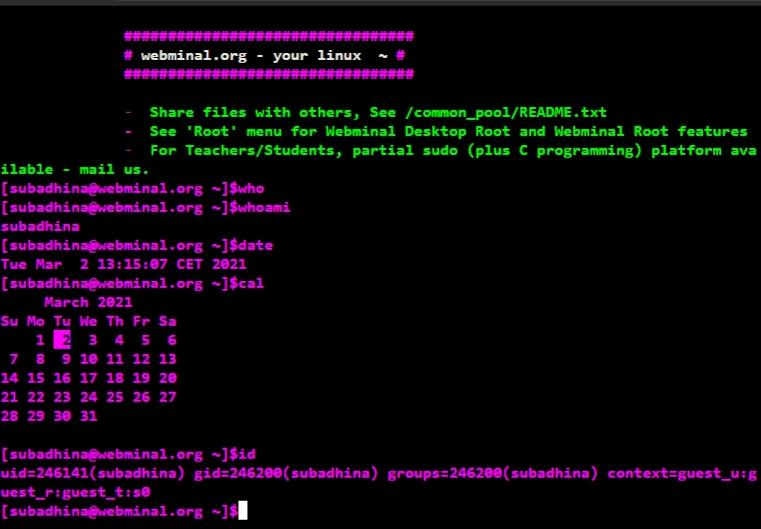 #################################
# webminal.org - your linux  ~ #
#################################
-  Share files with others, See /common_pool/README.txt
-  See 'Root' menu for Webminal Desktop Root and Webminal Root features
-  For Teachers/Students, partial sudo (plus C programming) platform ava
ilable - mail us.
[subadhina@webminal.org ~]$who
[subadhina@webminal.org ~]$whoami
subadhina
[subadhina@webminal.org ~]$date
Tue Mar  2 13:15:07 CET 2021
[subadhina@webminal.org ~]$cal
     March 2021
Su Mo Tu We Th Fr Sa
    1  2  3  4  5  6
 7  8  9 10 11 12 13
14 15 16 17 18 19 20
21 22 23 24 25 26 27
28 29 30 31
[subadhina@webminal.org ~]$id
uid=246141(subadhina) gid=246200(subadhina) groups=246200(subadhina) context=guest_u:g
uest_r:guest_t:s0
[subadhina@webminal.org ~]$